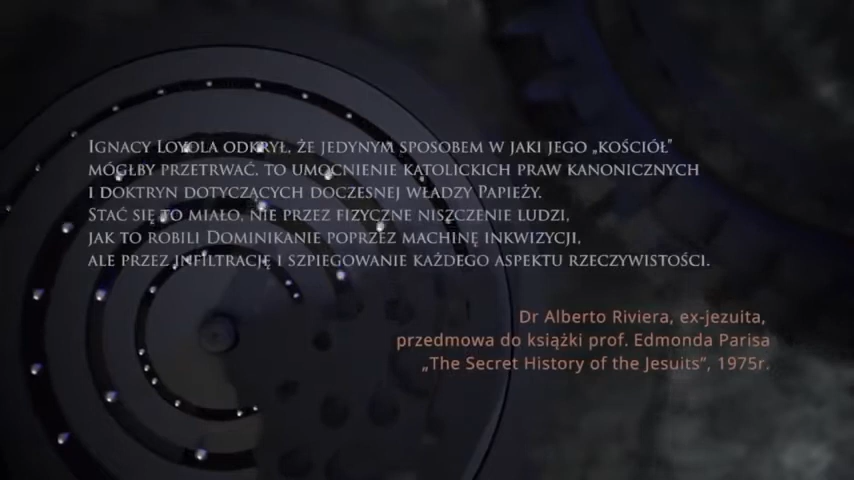 Ignacy Loyola odkrył, że jedynym sposobem w jaki jego „kościół”
mógłby przetrwać, to umocnienie katolickich praw kanonicznych
i doktryn dotyczących doczesnej władzy Papieży.
Stać się to miało, nie przez fizyczne niszczenie ludzi,
jak to robili Dominikanie poprzez machinę inkwizycji,
ale przez infiltrację i szpiegowanie każdego aspektu rzeczywistości.
Dr Alberto Riviera, ex-jezuita,
przedmowa do książki prof. Edmonda Parisa
„The Secret History of the Jesuits”, 1975r.